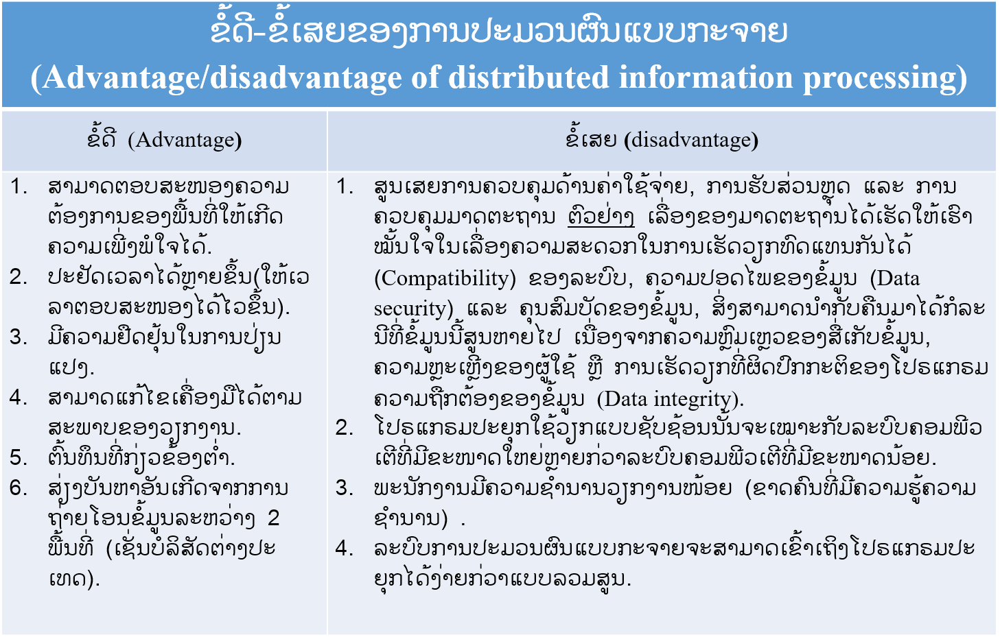 ຂໍ້ດີ-ຂໍ້ເສຍຂອງການປະມວນຜົນແບບກະຈາຍ
(Advantage/disadvantage of distributed information processing)
ຂໍ້ດີ (Advantage)
ຂໍ້ເສຍ (disadvantage)
1. ສາມາດຕອບສະໜອງຄວາມ
ຕ້ອງການຂອງພື້ນທີ່ໃຫ້ເກີດ
ຄວາມເພີ່ງພໍໃຈໄດ້.
2. ປະຢັດເວລາໄດ້ຫຼາຍຂຶ້ນ(ໃຫ້ເວ
ລາຕອບສະໜອງໄດ້ໄວຂຶ້ນ).
3. ມີຄວາມຢືດຢຸ້ນໃນການປ່ຽນ
ແປງ.
4. ສາມາດແກ້ໄຂເຄື່ອງມືໄດ້ຕາມ
ສະພາບຂອງວຽກງານ.
5. ຕົ້ນທຶນທີ່ກ່ຽວຂ້ອງຕ່ຳ.
6. ສ່ຽງບັນຫາອັນເກີດຈາກການ
ຖ່າຍໂອນຂໍ້ມູນລະຫວ່າງ 2
ພື້ນທີ່ (ເຊັ່ນບໍລິສັດຕ່າງປະ
ເທດ).
1. ສູນເສຍການຄວບຄຸມດ້ານຄ່າໃຊ້ຈ່າຍ, ການຮັບສ່ວນຫຼຸດ ແລະ ການ
ຄວບຄຸມມາດຕະຖານ ຕົວຢ່າງ ເລື່ອງຂອງມາດຕະຖານໄດ້ເຮັດໃຫ້ເຮົາ
ໝັ້ນໃຈໃນເລື່ອງຄວາມສະດວກໃນການເຮັດວຽກທົດແທນກັນໄດ້
(Compatibility) ຂອງລະບົບ, ຄວາມປອດໄພຂອງຂໍ້ມູນ (Data
security) ແລະ ຄຸນສົມບັດຂອງຂໍ້ມູນ, ສິ່ງສາມາດນຳກັບຄືນມາໄດ້ກໍລະ
ນີທີ່ຂໍ້ມູນນີ້ສູນຫາຍໄປ ເນື່ອງຈາກຄວາມຫຼົ້ມເຫຼວຂອງສື່ເກັບຂໍ້ມູນ,
ຄວາມຫຼະເຫຼີງຂອງຜູ້ໃຊ້ ຫຼື ການເຮັດວຽກທີ່ຜິດປົກກະຕິຂອງໂປຣແກຣມ
ຄວາມຖືກຕ້ອງຂອງຂໍ້ມູນ (Data integrity).
2. ໂປຣແກຣມປະຍຸກໃຊ້ວຽກແບບຊັບຊ້ອນນັ້ນຈະເໝາະກັບລະບົບຄອມພິວ
ເຕີທີ່ມີຂະໜາດໃຫຍ່ຫຼາຍກ່ວາລະບົບຄອມພິວເຕີທີ່ມີຂະໜາດນ້ອຍ.
3. ພະນັກງານມີຄວາມຊຳນານວຽກງານໜ້ອຍ (ຂາດຄົນທີ່ມີຄວາມຮູ້ຄວາມ
ຊຳນານ) .
4. ລະບົບການປະມວນຜົນແບບກະຈາຍຈະສາມາດເຂົ້າເຖິງໂປຣແກຣມປະ
ຍຸກໄດ້ງ່າຍກ່ວາແບບລວມສູນ.